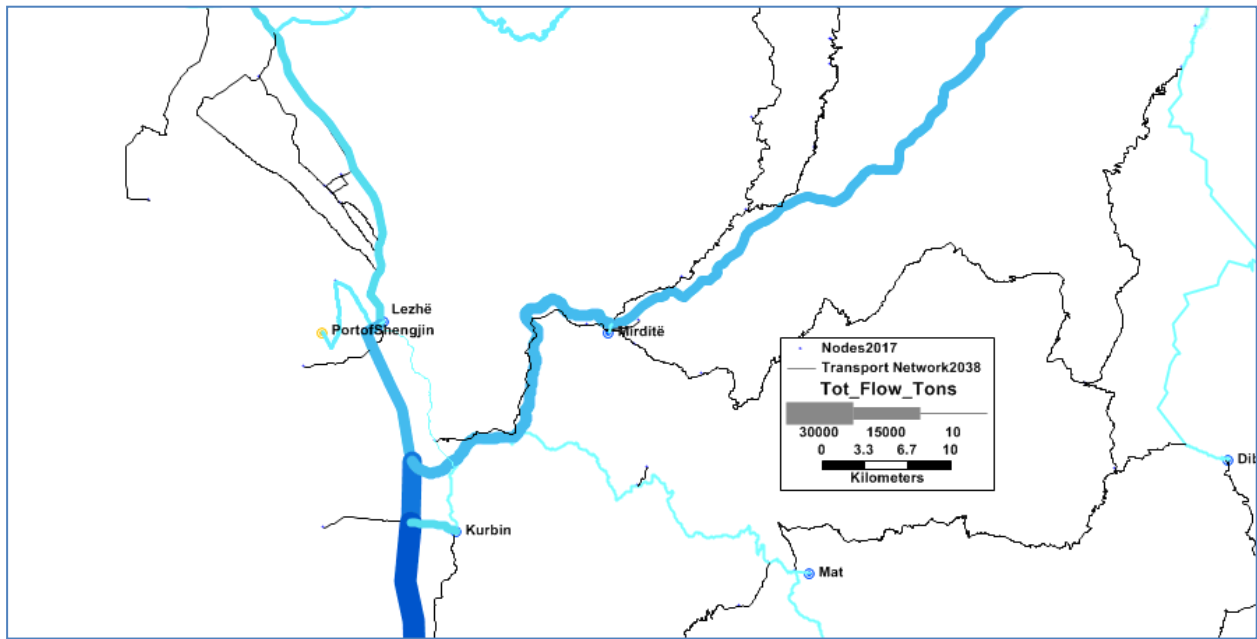 Lezhë
PortofShengjin
Mirditë
Nodes2017
Transport Network2038
Tot_Flow_Tons
30000 15000 10
0 3.3 6.7 10
Kilometers
Dib
Kurbin
Mat